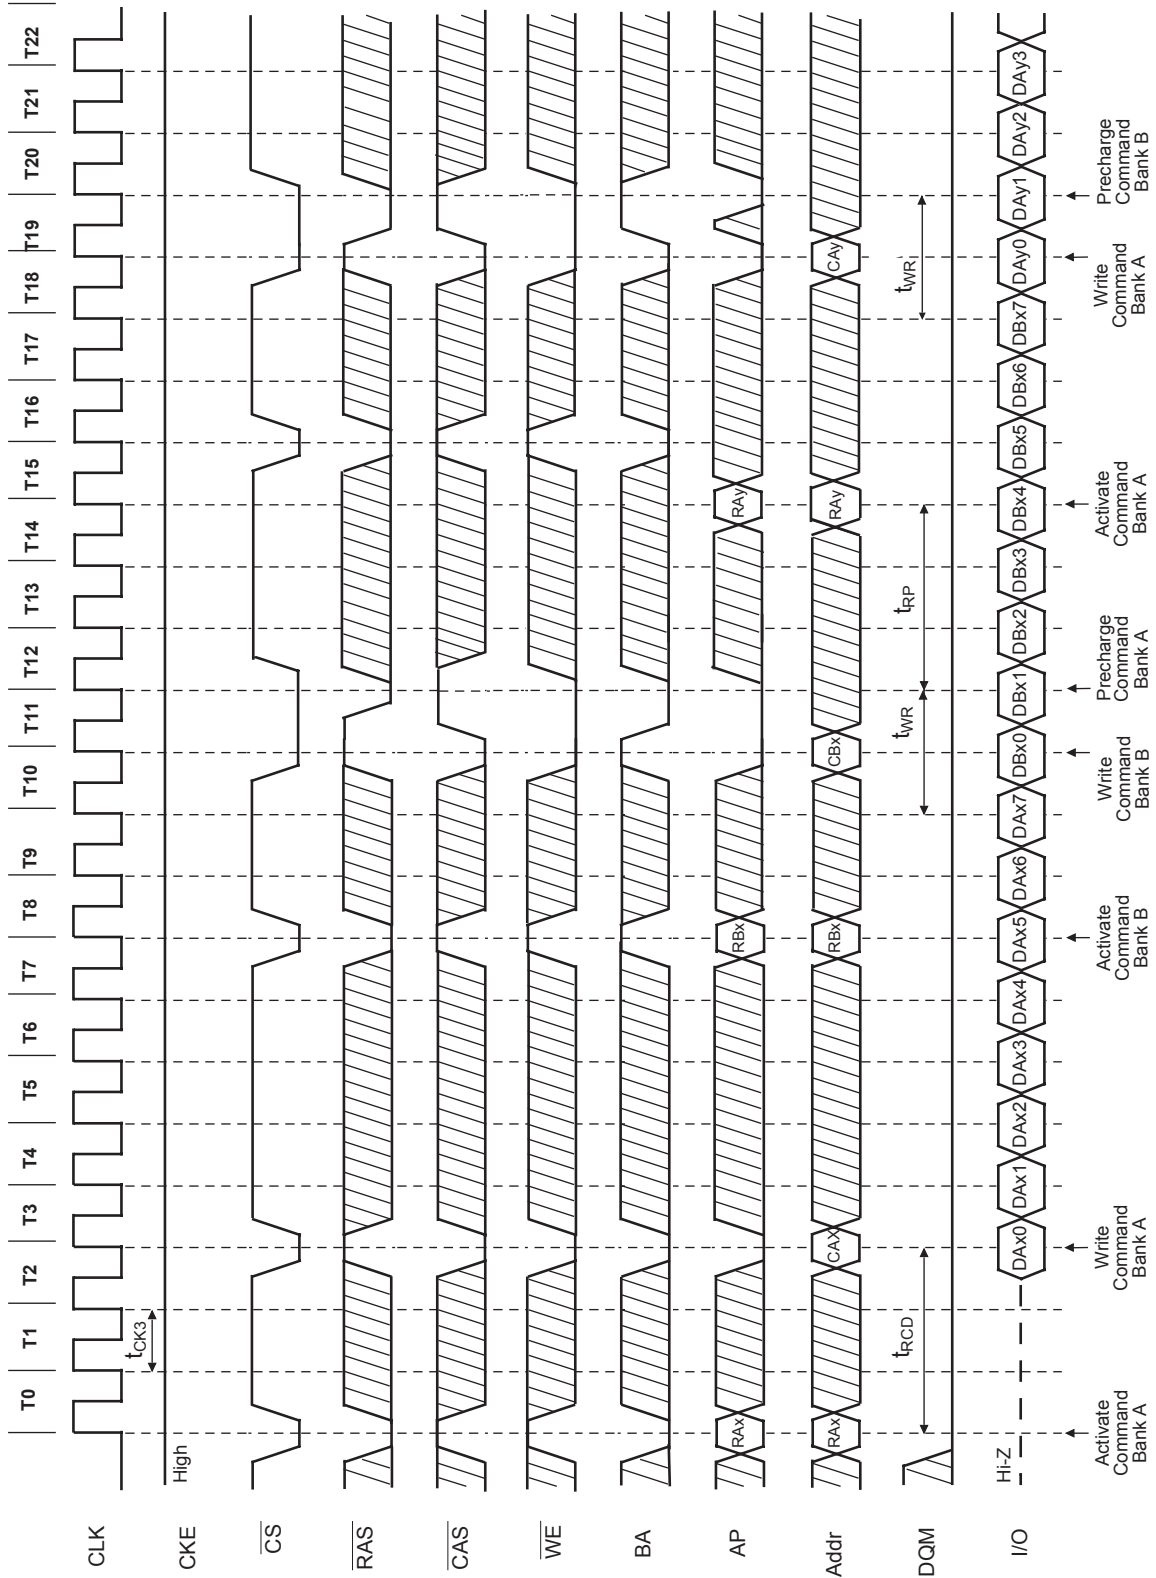 T0 T1 T2 T3 T4 T5 T6 T7 T8 T9 T10 T11 T12 T13 T14 T15 T16 T17 T18 T19 T20 T21 T22
CLK
tCK3
CKE
High
CS
RAS
CAS
WE
BA
AP
RAx RBx RAy
Addr
RAx CAX RBx CBx RAy CAy
DQM
tRCD tWR tRP tWR
I/O
Hi-Z
DAx0 DAx1 DAx2 DAx3 DAx4 DAx5 DAx6 DAx7 DBx0 DBx1 DBx2 DBx3 DBx4 DBx5 DBx6 DBx7 DAy0 DAy1 DAy2 DAy3
Activate
Command
Bank A
Write
Command
Bank A
Activate
Command
Bank B
Write
Command
Bank B
Precharge
Command
Bank A
Activate
Command
Bank A
Write
Command
Bank A
Precharge
Command
Bank B